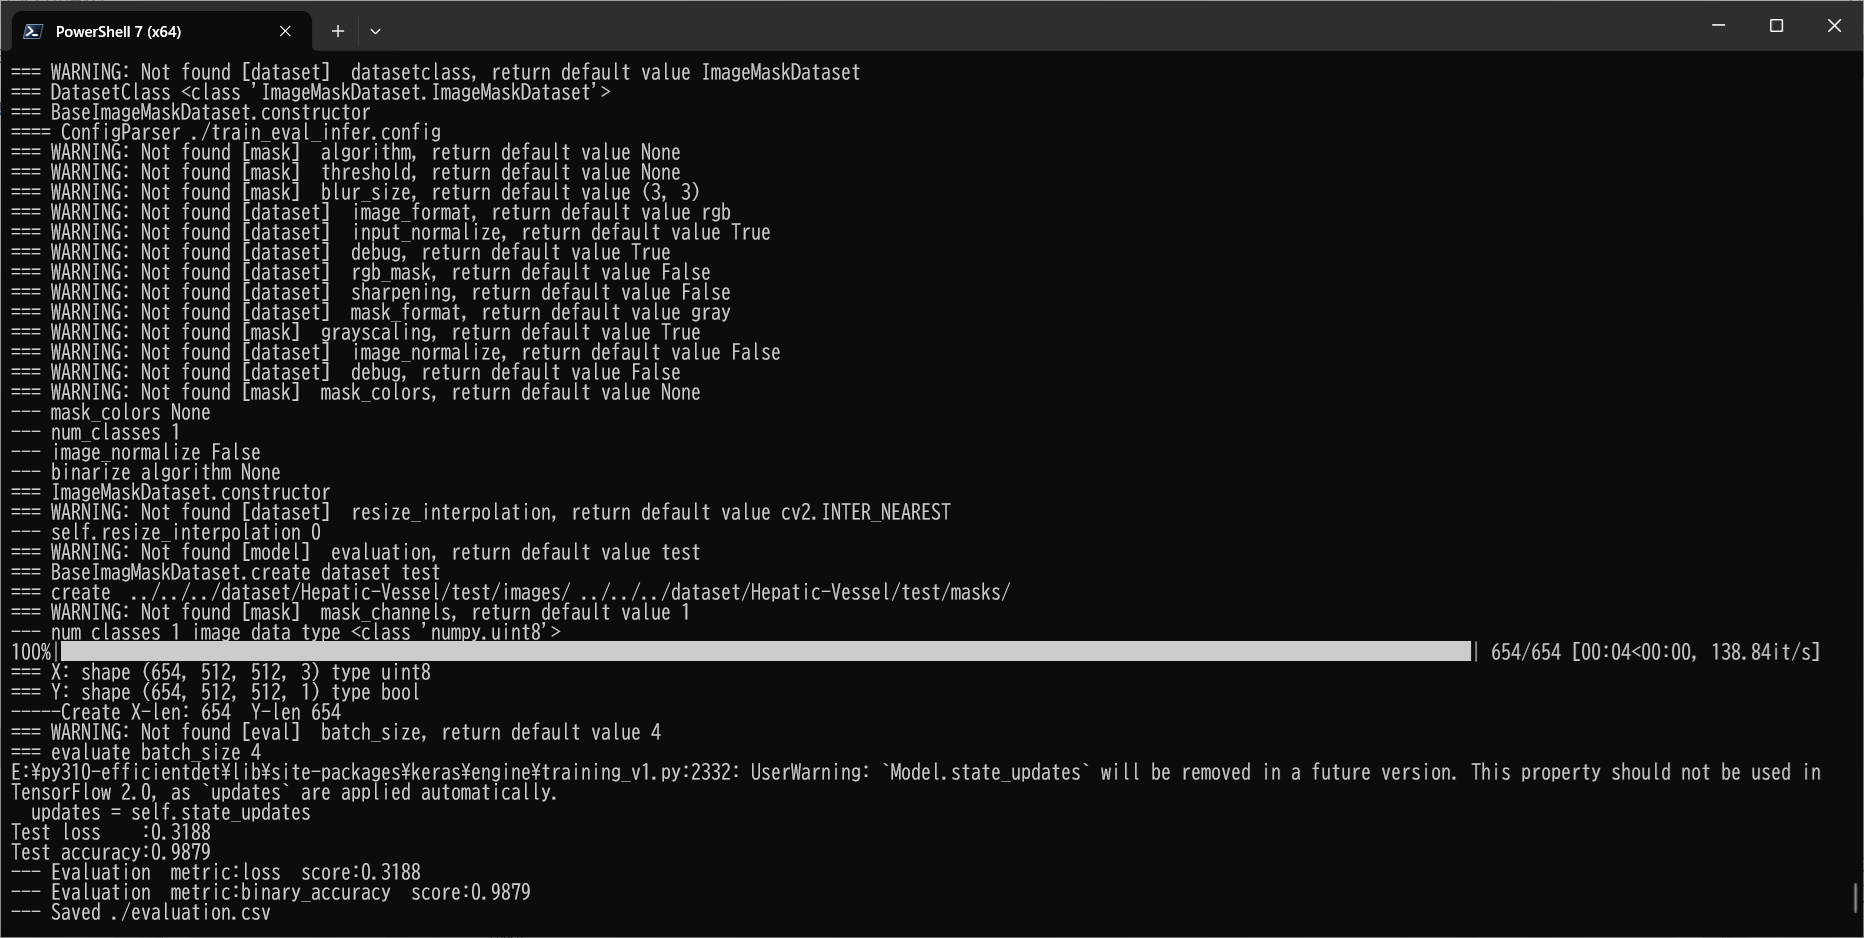 PowerShell 7 (x64)
=== WARNING: Not found [dataset]  datasetclass, return default value ImageMaskDataset
=== DatasetClass <class 'ImageMaskDataset.ImageMaskDataset'>
=== BaseImageMaskDataset.constructor
==== ConfigParser ./train_eval_infer.config
=== WARNING: Not found [mask]  algorithm, return default value None
=== WARNING: Not found [mask]  threshold, return default value None
=== WARNING: Not found [mask]  blur_size, return default value (3, 3)
=== WARNING: Not found [dataset]  image_format, return default value rgb
=== WARNING: Not found [dataset]  input_normalize, return default value True
=== WARNING: Not found [dataset]  debug, return default value True
=== WARNING: Not found [dataset]  rgb_mask, return default value False
=== WARNING: Not found [dataset]  sharpening, return default value False
=== WARNING: Not found [dataset]  mask_format, return default value gray
=== WARNING: Not found [mask]  grayscaling, return default value True
=== WARNING: Not found [dataset]  image_normalize, return default value False
=== WARNING: Not found [dataset]  debug, return default value False
=== WARNING: Not found [mask]  mask_colors, return default value None
--- mask_colors None
--- num_classes 1
--- image_normalize False
--- binarize algorithm None
=== ImageMaskDataset.constructor
=== WARNING: Not found [dataset]  resize_interpolation, return default value cv2.INTER_NEAREST
--- self.resize_interpolation 0
=== WARNING: Not found [model]  evaluation, return default value test
=== BaseImagMaskDataset.create dataset test
=== create  ../../../dataset/Hepatic-Vessel/test/images/ ../../../dataset/Hepatic-Vessel/test/masks/
=== WARNING: Not found [mask]  mask_channels, return default value 1
--- num classes 1 image data type <class 'numpy.uint8'>
100%| | 654/654 [00:04<00:00, 138.84it/s]
=== X: shape (654, 512, 512, 3) type uint8
=== Y: shape (654, 512, 512, 1) type bool
-----Create X-len: 654  Y-len 654
=== WARNING: Not found [eval]  batch_size, return default value 4
=== evaluate batch_size 4
E:¥py310-efficientdet¥lib¥site-packages¥keras¥engine¥training_v1.py:2332: UserWarning: `Model.state_updates` will be removed in a future version. This property should not be used in
TensorFlow 2.0, as `updates` are applied automatically.
  updates = self.state_updates
Test loss    :0.3188
Test accuracy:0.9879
--- Evaluation  metric:loss  score:0.3188
--- Evaluation  metric:binary_accuracy  score:0.9879
--- Saved ./evaluation.csv